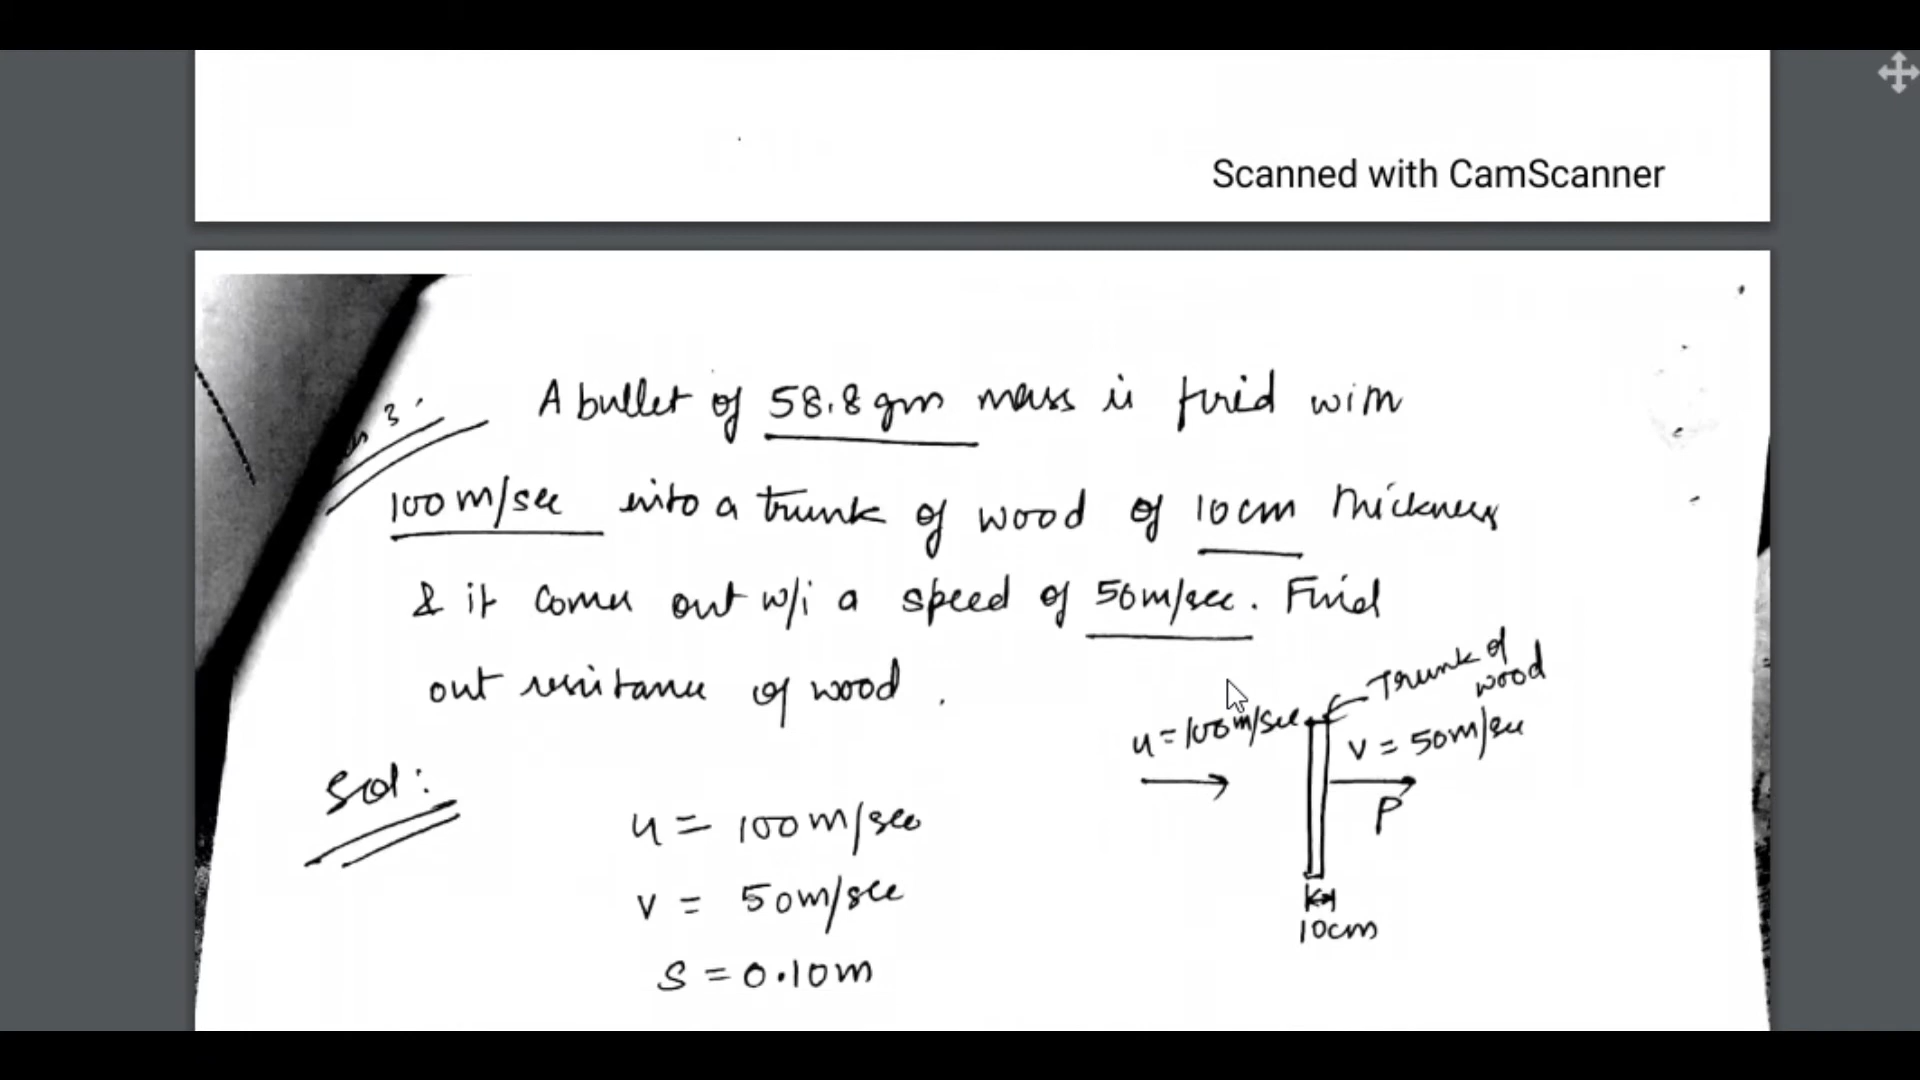 Scanned with CamScanner
3.
A bullet of 58.8 gm mass is fired with
100 m/sec into a trunk of wood of 10 cm thickness
& it comes out w/i a speed of 50 m/sec. Find
out resistance of wood.
Trunk of
wood
u = 100 m/sec
v = 50 m/sec
P
10cm
Sol:
u = 100 m/sec
v = 50 m/sec
S = 0.10 m